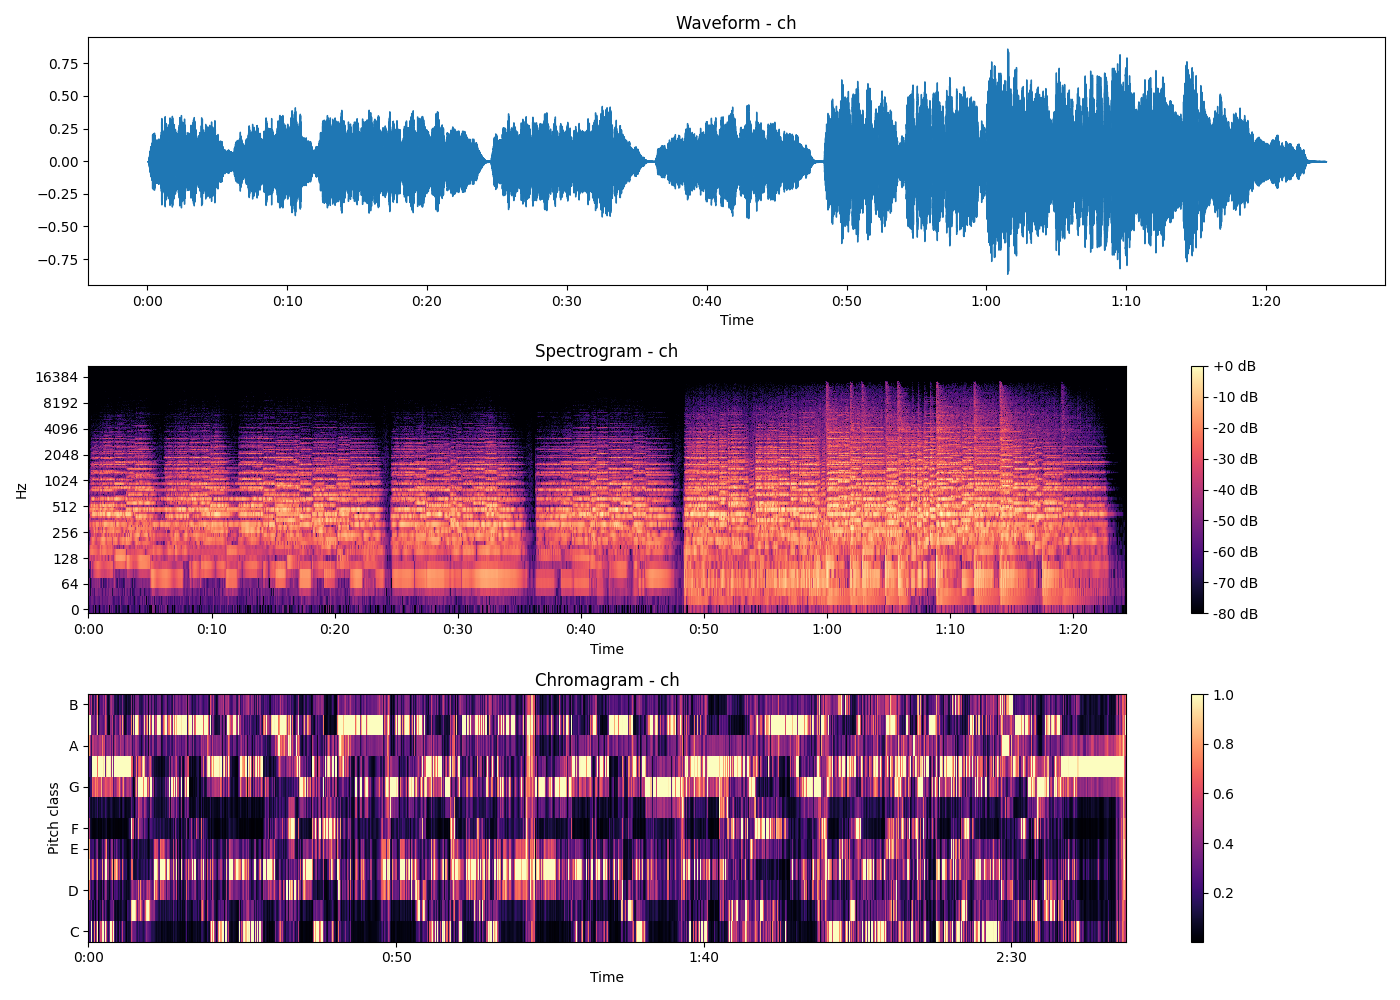 Waveform - ch
0.75
0.50
0.25
0.00
−0.25
−0.50
−0.75
0:00 0:10 0:20 0:30 0:40 0:50 1:00 1:10 1:20
Time
Spectrogram - ch
Hz
16384
8192
4096
2048
1024
512
256
128
64
0
0:00 0:10 0:20 0:30 0:40 0:50 1:00 1:10 1:20
Time
+0 dB
-10 dB
-20 dB
-30 dB
-40 dB
-50 dB
-60 dB
-70 dB
-80 dB
Chromagram - ch
Pitch class
B
A
G
F
E
D
C
0:00 0:50 1:40 2:30
Time
1.0
0.8
0.6
0.4
0.2